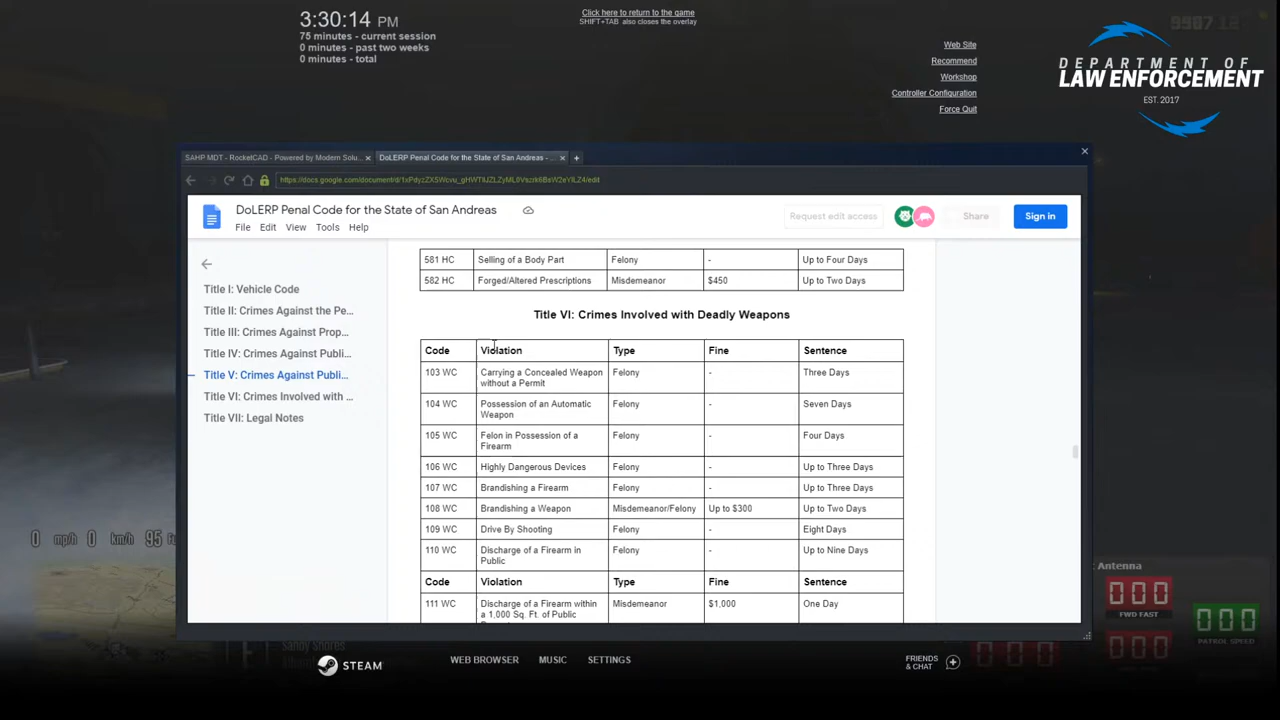 3:30:14 PM
75 minutes - current session
0 minutes - past two weeks
0 minutes - total
Click here to return to the game
SHIFT+TAB also closes the overlay
Web Site
Recommend
Workshop
Controller Configuration
Force Quit
DEPARTMENT OF
LAW ENFORCEMENT
EST. 2017
SAHP MDT - RocketCAD - Powered by Modern Solu... x
DoLERP Penal Code for the State of San Andreas - ... x +
DoLERP Penal Code for the State of San Andreas
Request edit access
Share
Sign in
File Edit View Tools Help
Title I: Vehicle Code
Title II: Crimes Against the Pe...
Title III: Crimes Against Prop...
Title IV: Crimes Against Publi...
Title V: Crimes Against Publi...
Title VI: Crimes Involved with ...
Title VII: Legal Notes
581 HC Selling of a Body Part Felony - Up to Four Days
582 HC Forged/Altered Prescriptions Misdemeanor $450 Up to Two Days
Title VI: Crimes Involved with Deadly Weapons
Code Violation Type Fine Sentence
103 WC Carrying a Concealed Weapon Felony - Three Days
without a Permit
104 WC Possession of an Automatic Felony - Seven Days
Weapon
105 WC Felon in Possession of a Felony - Four Days
Firearm
106 WC Highly Dangerous Devices Felony - Up to Three Days
107 WC Brandishing a Firearm Felony - Up to Three Days
108 WC Brandishing a Weapon Misdemeanor/Felony Up to $300 Up to Two Days
109 WC Drive By Shooting Felony - Eight Days
110 WC Discharge of a Firearm in Felony - Up to Nine Days
Public
Code Violation Type Fine Sentence
111 WC Discharge of a Firearm within Misdemeanor $1,000 One Day
a 1,000 Sq. Ft. of Public
0 mph 0 km/h 95
Antenna
000
FWD FAST
000
PATROL SPEED
000
000
Sandy Shores
STEAM
WEB BROWSER MUSIC SETTINGS
FRIENDS
& CHAT